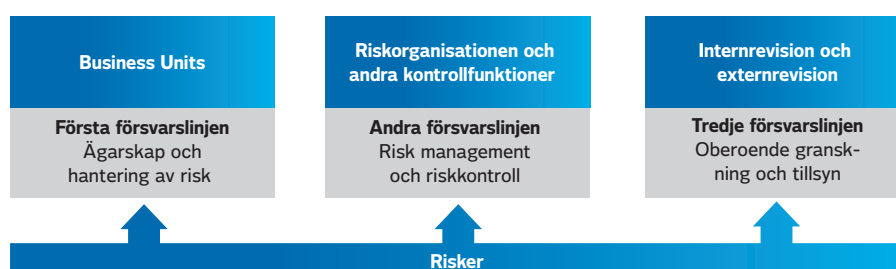 Business Units
Första försvarslinjen
Ägarskap och
hantering av risk
Riskorganisationen och
andra kontrollfunktioner
Andra försvarslinjen
Risk management
och riskkontroll
Internrevision och
externrevision
Tredje försvarslinjen
Oberoende gransk-
ning och tillsyn
Risker